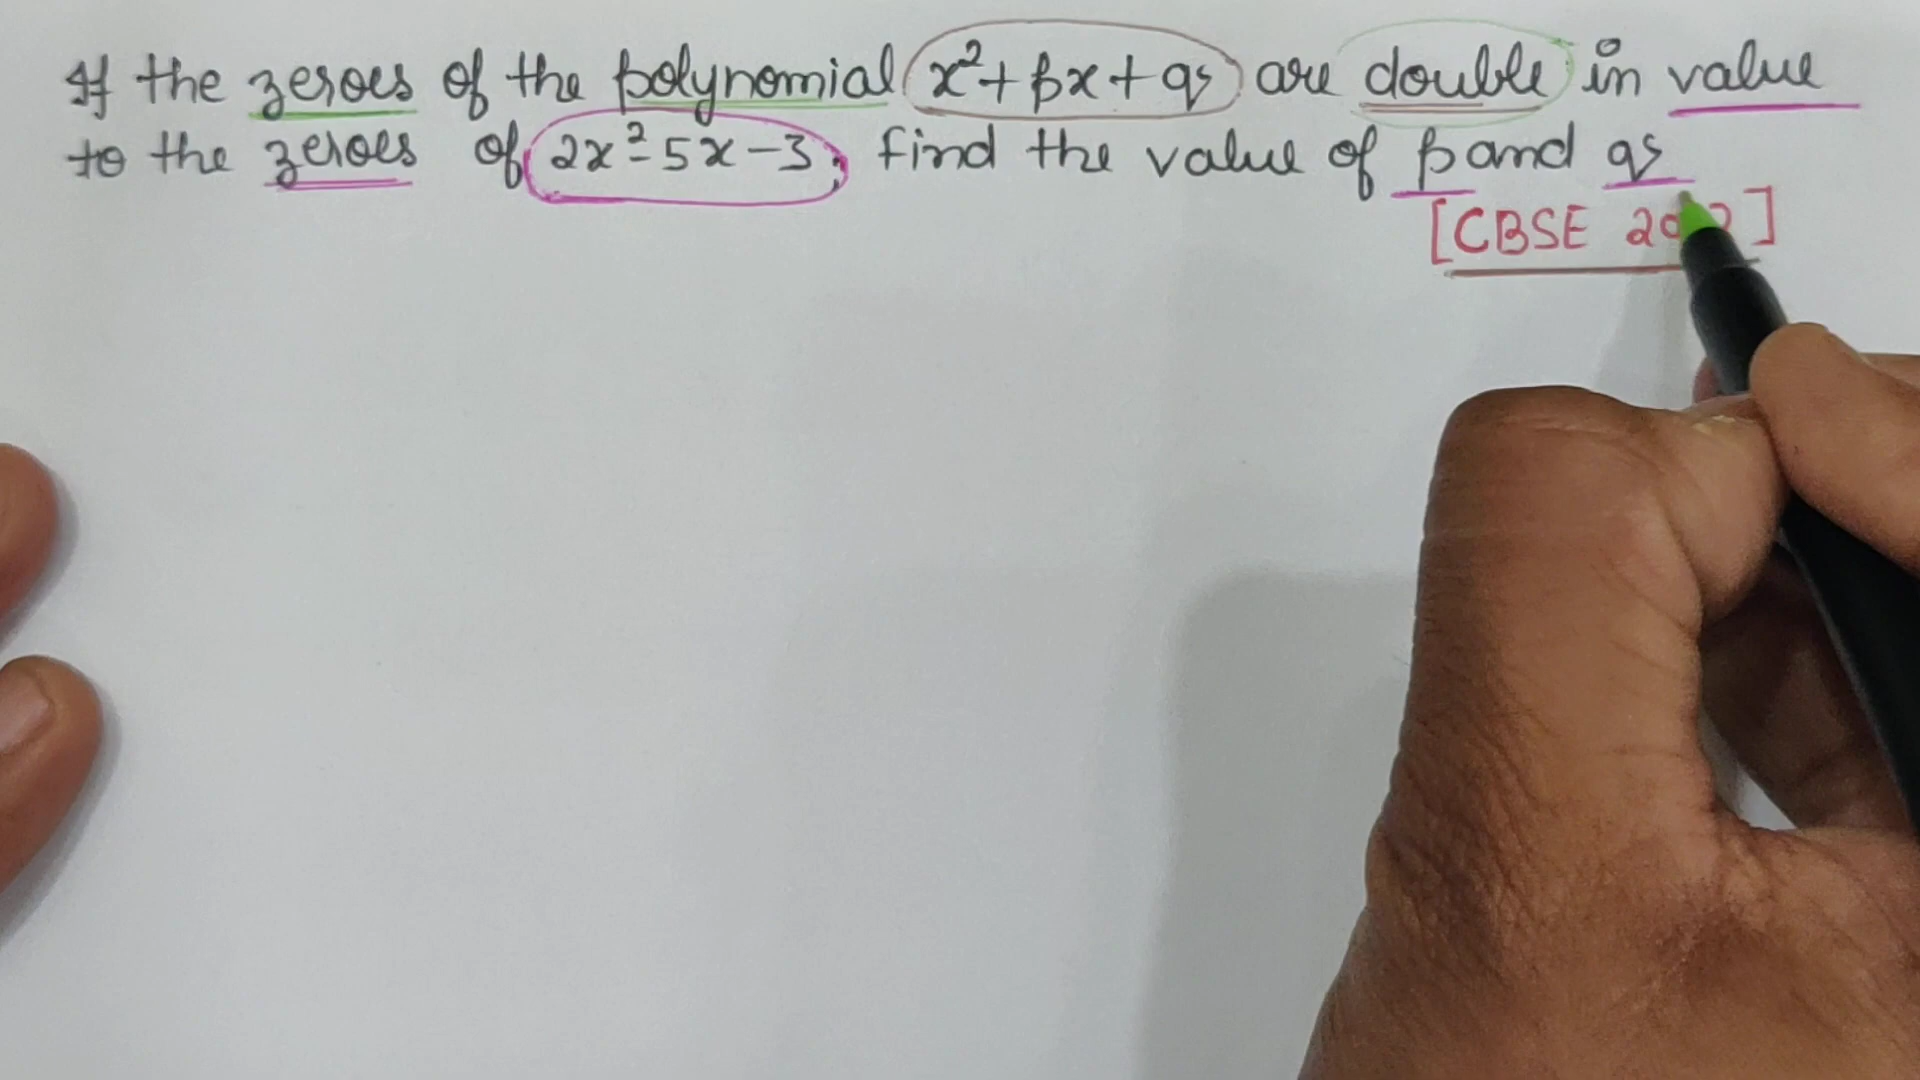 If the zeroes of the polynomial x²+px+q are double in value
to the zeroes of 2x²-5x-3, find the value of p and q
[CBSE 20 ]